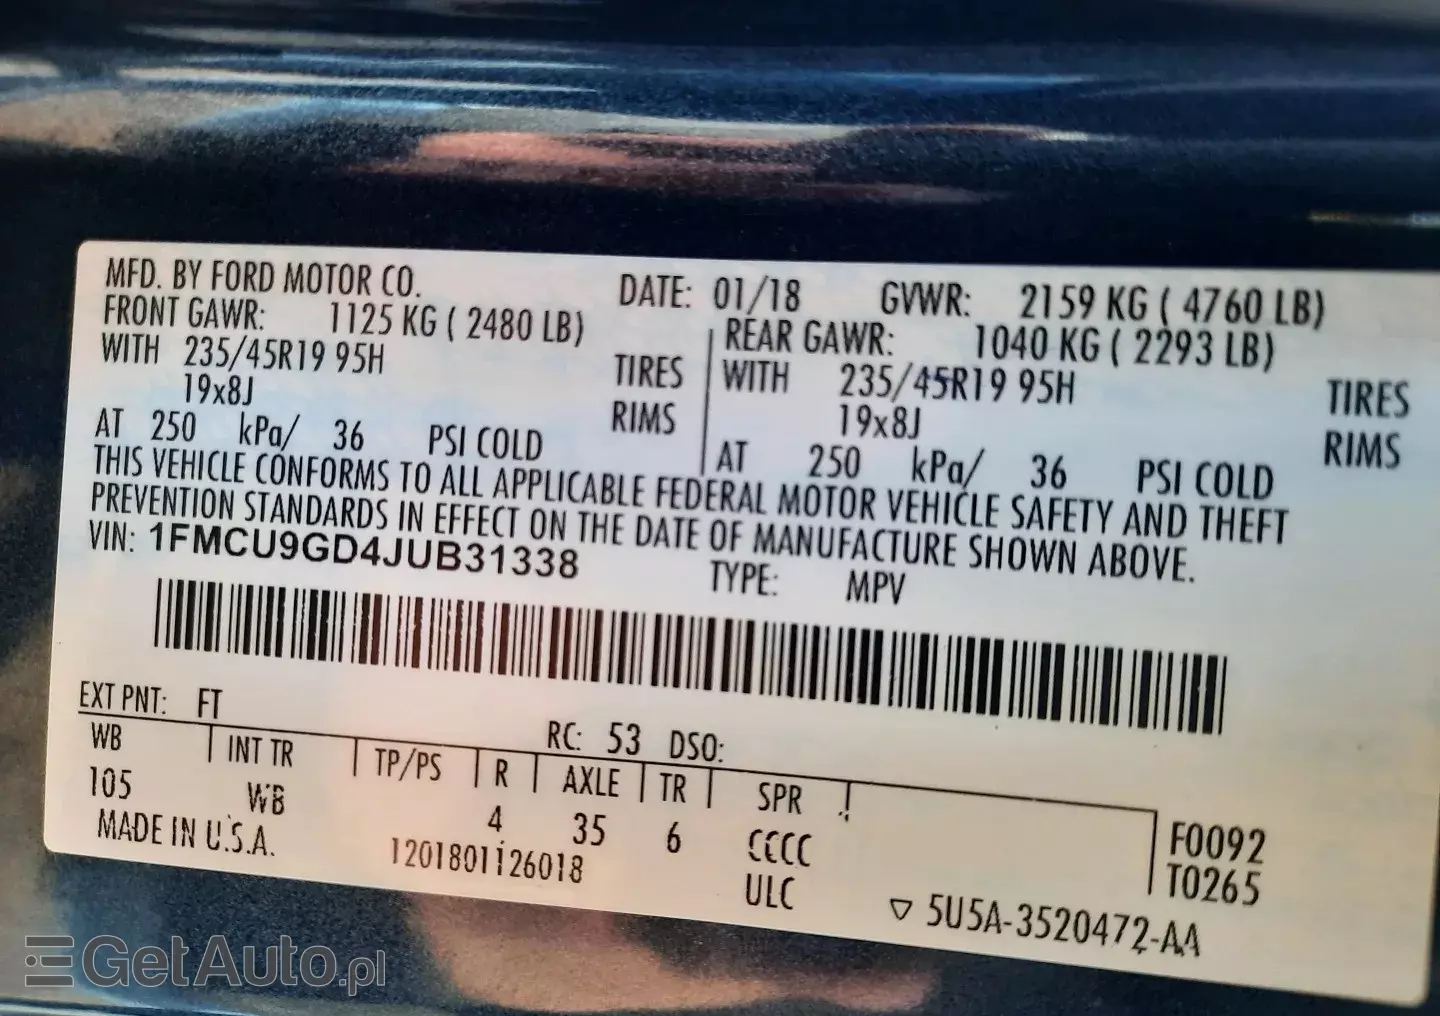 MFD. BY FORD MOTOR CO. DATE: 01/18 GVWR: 2159 KG ( 4760 LB)
FRONT GAWR: 1125 KG ( 2480 LB) REAR GAWR: 1040 KG ( 2293 LB)
WITH 235/45R19 95H TIRES WITH 235/45R19 95H TIRES
19x8J RIMS 19x8J RIMS
AT 250 kPa/ 36 PSI COLD AT 250 kPa/ 36 PSI COLD
THIS VEHICLE CONFORMS TO ALL APPLICABLE FEDERAL MOTOR VEHICLE SAFETY AND THEFT
PREVENTION STANDARDS IN EFFECT ON THE DATE OF MANUFACTURE SHOWN ABOVE.
VIN: 1FMCU9GD4JUB31338 TYPE: MPV
EXT PNT: FT RC: 53 DSO:
WB INT TR TP/PS R AXLE TR SPR
105 WB 4 35 6 CCCC F0092
MADE IN U.S.A. 1201801126018 ULC T0265
5U5A-3520472-AA
GetAuto.pl